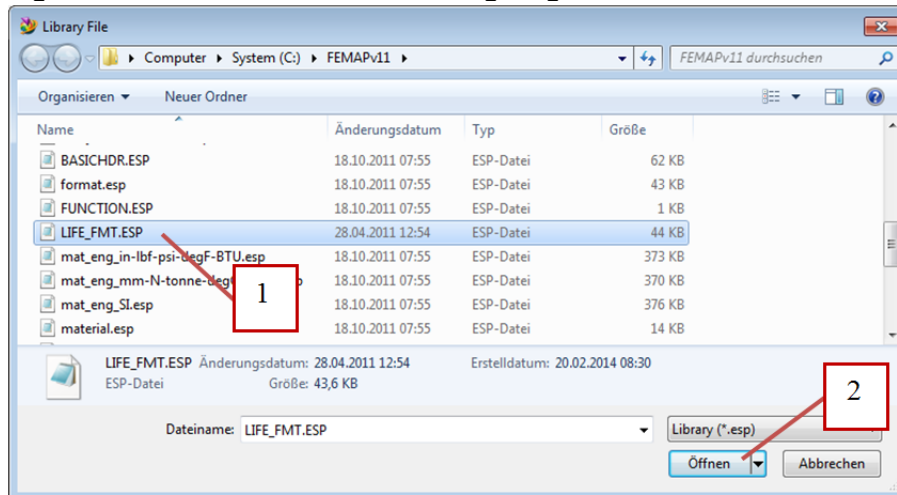 Library File
Computer System (C:) FEMAPv11 FEMAPv11 durchsuchen
Organisieren Neuer Ordner
Name Änderungsdatum Typ Größe
BASICHDR.ESP 18.10.2011 07:55 ESP-Datei 62 KB
format.esp 18.10.2011 07:55 ESP-Datei 43 KB
FUNCTION.ESP 18.10.2011 07:55 ESP-Datei 1 KB
LIFE_FMT.ESP 28.04.2011 12:54 ESP-Datei 44 KB
mat_eng_in-lbf-psi-degF-BTU.esp 18.10.2011 07:55 ESP-Datei 373 KB
18.10.2011 07:55 ESP-Datei 370 KB
mat_eng_SI.esp 18.10.2011 07:55 ESP-Datei 376 KB
material.esp 18.10.2011 07:55 ESP-Datei 14 KB
1
LIFE_FMT.ESP Änderungsdatum: 28.04.2011 12:54 Erstelldatum: 20.02.2014 08:30
ESP-Datei Größe: 43,6 KB
2
Dateiname: LIFE_FMT.ESP Library (*.esp)
Öffnen Abbrechen